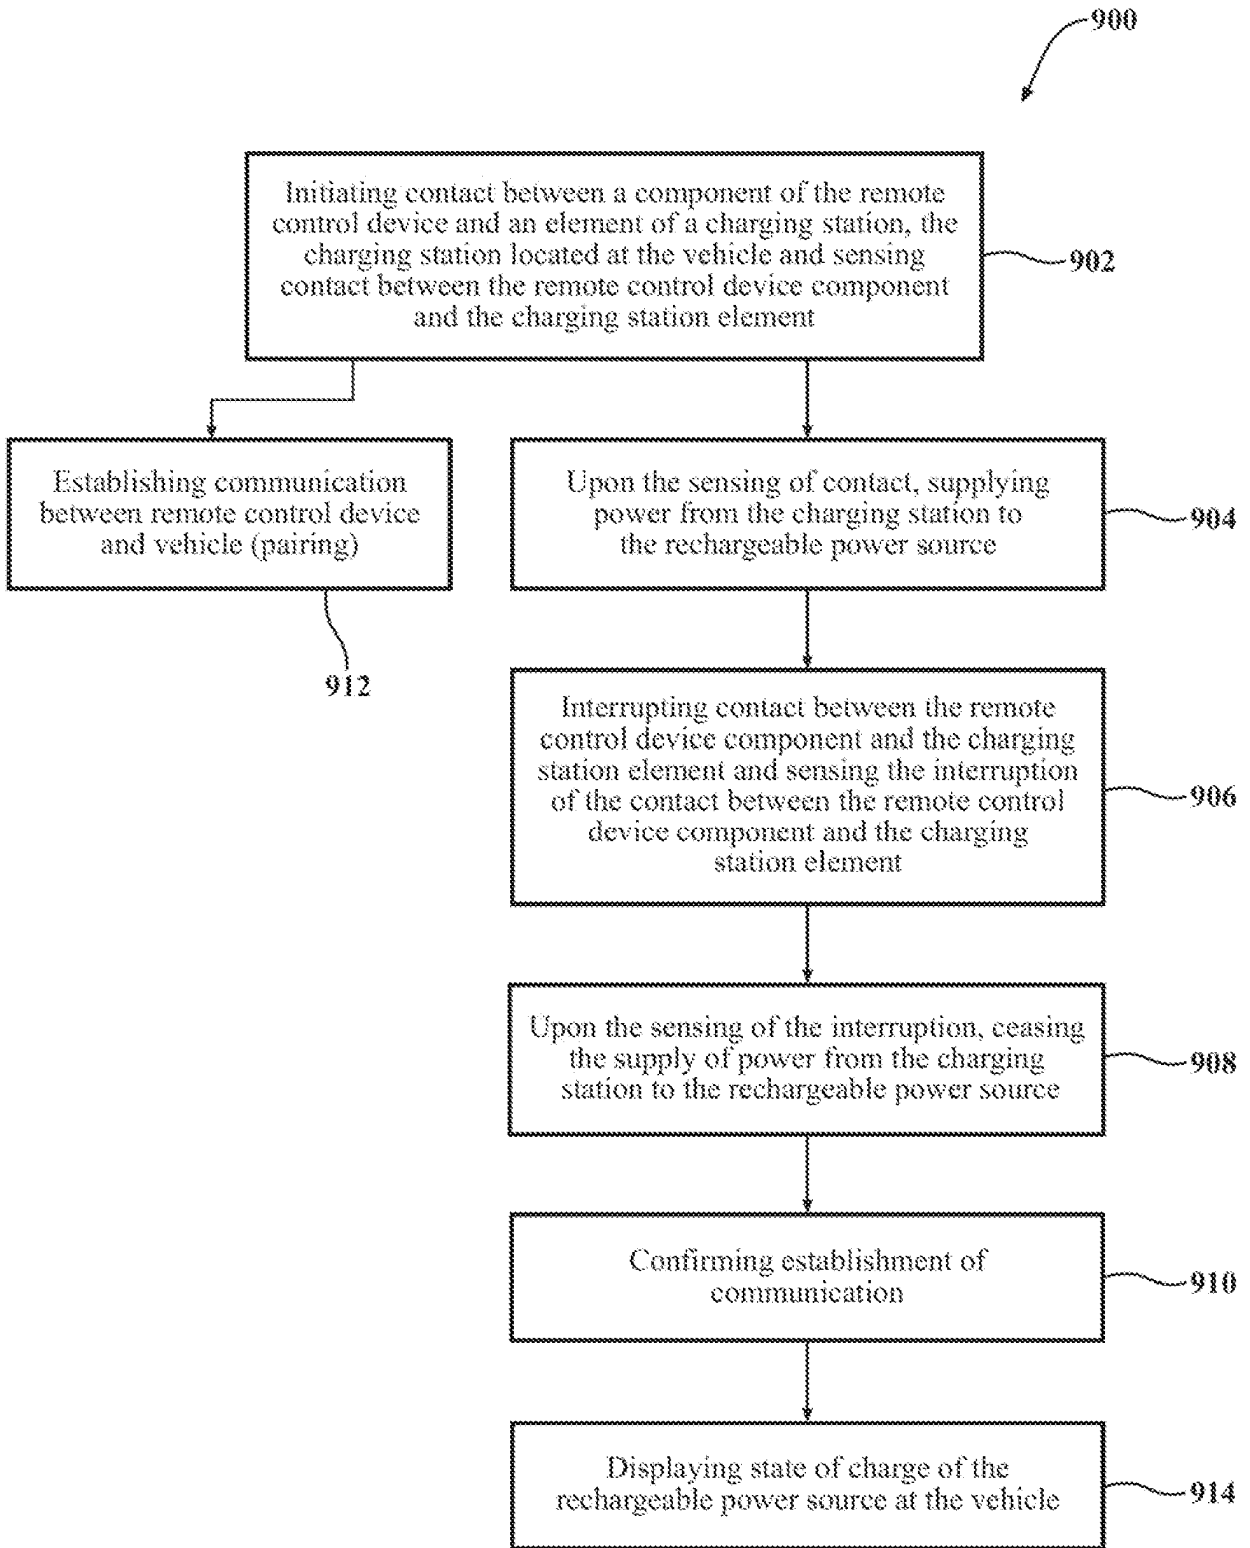 900
Initiating contact between a component of the remote
control device and an element of a charging station, the
charging station located at the vehicle and sensing
contact between the remote control device component
and the charging station element
902
Establishing communication
between remote control device
and vehicle (pairing)
912
Upon the sensing of contact, supplying
power from the charging station to
the rechargeable power source
904
Interrupting contact between the remote
control device component and the charging
station element and sensing the interruption
of the contact between the remote control
device component and the charging
station element
906
Upon the sensing of the interruption, ceasing
the supply of power from the charging
station to the rechargeable power source
908
Confirming establishment of
communication
910
Displaying state of charge of the
rechargeable power source at the vehicle
914